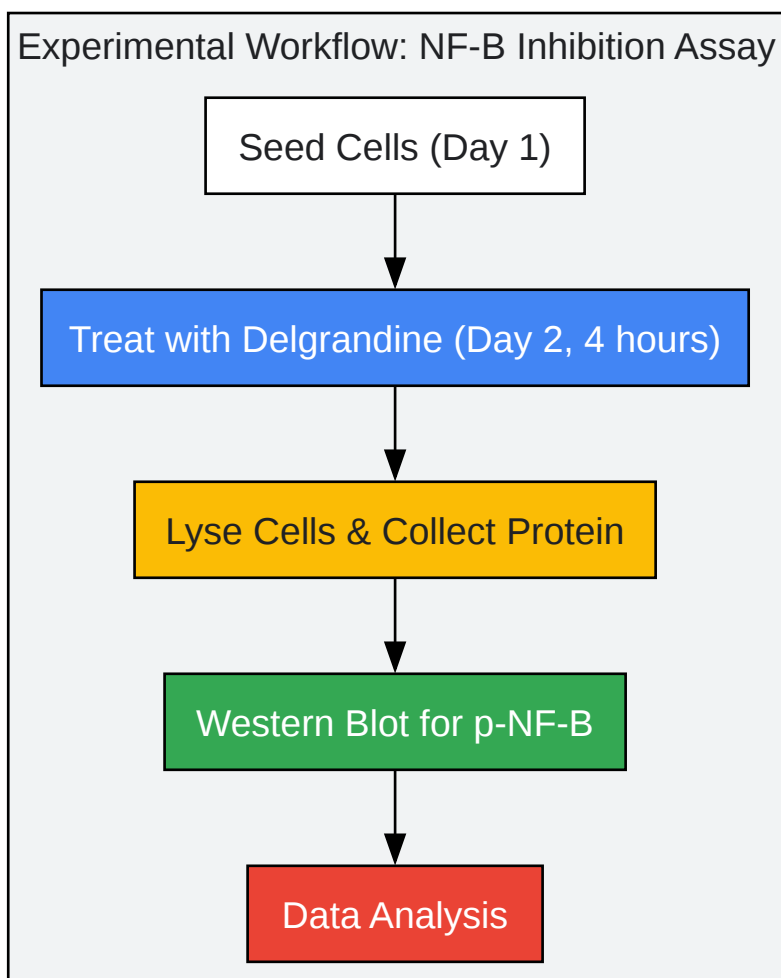 Experimental Workflow: NF-B Inhibition Assay
Seed Cells (Day 1)
Treat with Delgrandine (Day 2, 4 hours)
Lyse Cells & Collect Protein
Western Blot for p-NF-B
Data Analysis